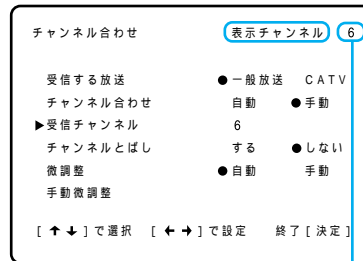 チャンネル合わせ 表示チャンネル 6
受信する放送 ●一般放送 CATV
チャンネル合わせ 自動 ●手動
▶受信チャンネル 6
チャンネルとばし する ●しない
微調整 ●自動 手動
手動微調整
[↑↓]で選択 [←→]で設定 終了[決定]